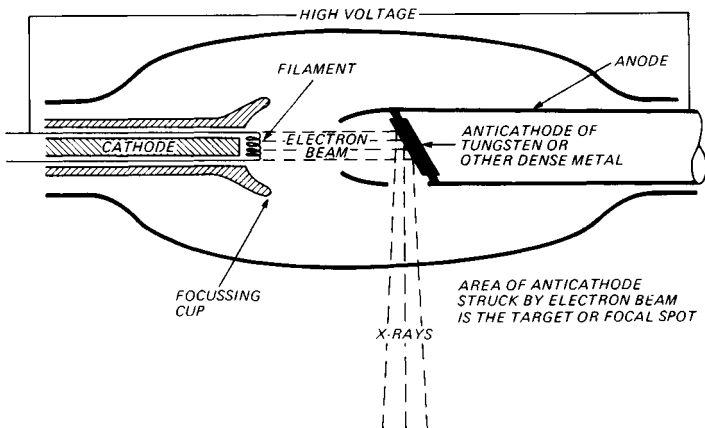 HIGH VOLTAGE
FILAMENT
ANODE
CATHODE
ELECTRON
BEAM
ANTICATHODE OF
TUNGSTEN OR
OTHER DENSE METAL
FOCUSSING
CUP
AREA OF ANTICATHODE
STRUCK BY ELECTRON BEAM
IS THE TARGET OR FOCAL SPOT
X-RAYS